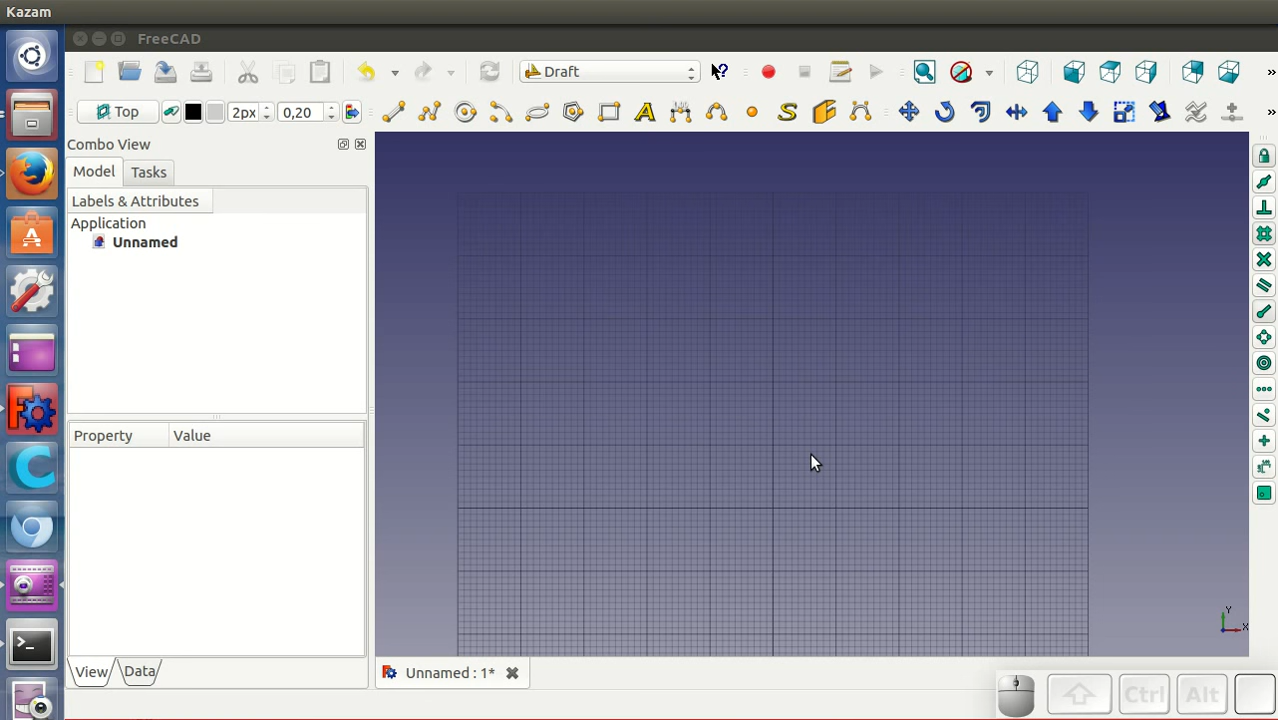 Kazam
FreeCAD
Draft
Top
2px
0,20
Combo View
Model
Tasks
Labels & Attributes
Application
Unnamed
Property
Value
View
Data
Unnamed : 1*
Y
X
Ctrl
Alt